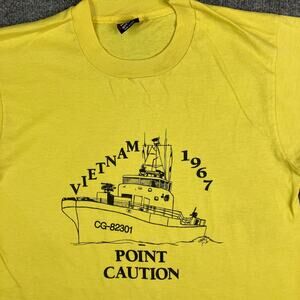 VIETNAM 1967
CG-82301
POINT
CAUTION